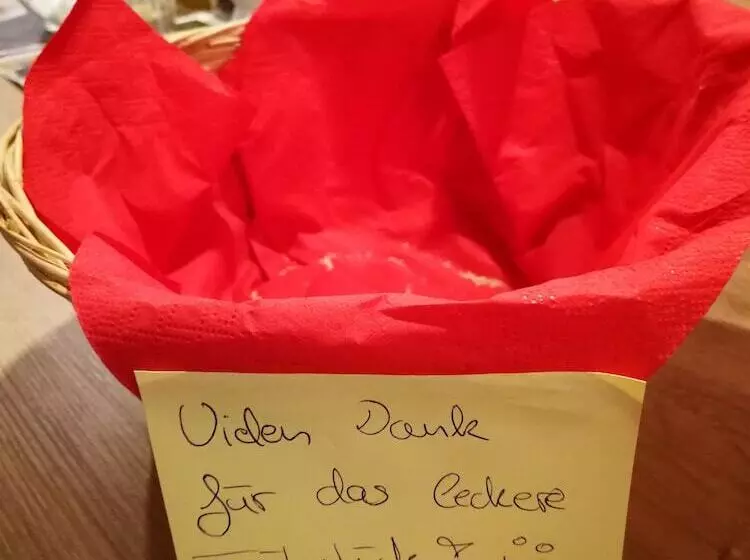 Vielen Dank
für das leckere